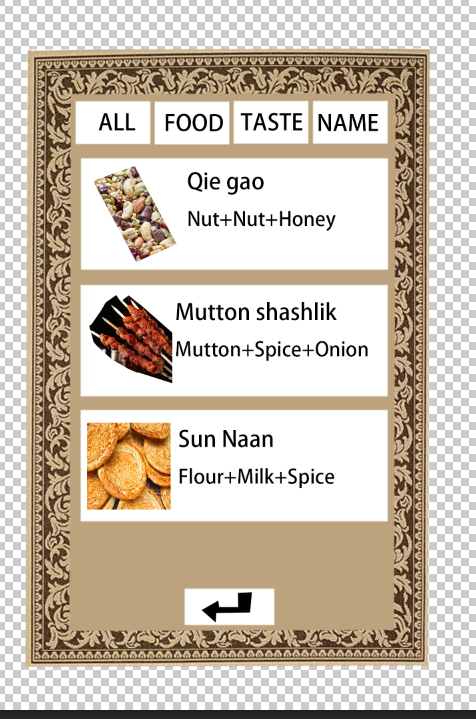 ALL FOOD TASTE NAME
Qie gao
Nut+Nut+Honey
Mutton shashlik
Mutton+Spice+Onion
Sun Naan
Flour+Milk+Spice